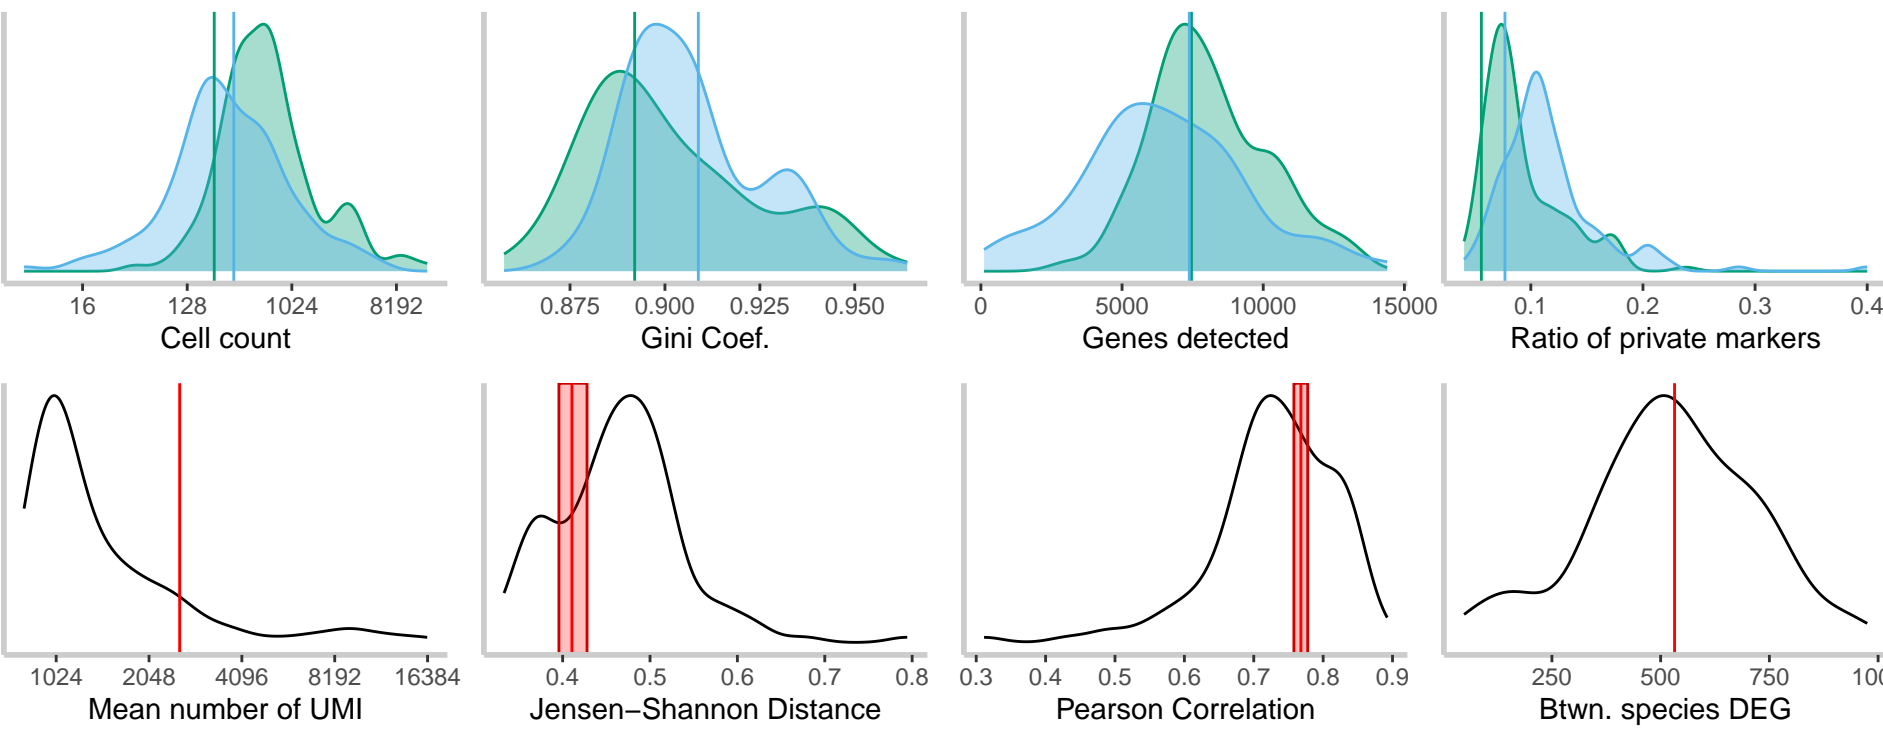 16 128 1024 8192
Cell count
0.875 0.900 0.925 0.950
Gini Coef.
0 5000 10000 15000
Genes detected
0.1 0.2 0.3 0.4
Ratio of private markers
1024 2048 4096 8192 16384
Mean number of UMI
0.4 0.5 0.6 0.7 0.8
Jensen−Shannon Distance
0.3 0.4 0.5 0.6 0.7 0.8 0.9
Pearson Correlation
250 500 750
Btwn. species DEG